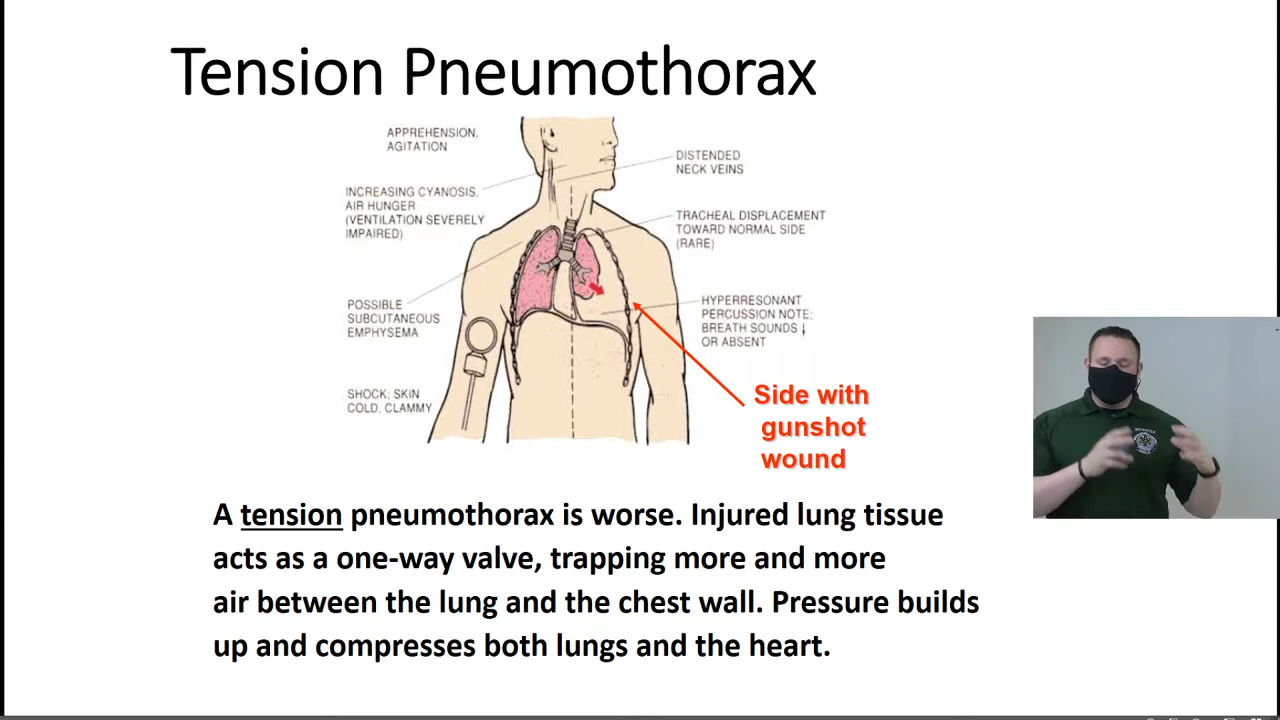 Tension Pneumothorax
APPREHENSION,
AGITATION
DISTENDED
NECK VEINS
INCREASING CYANOSIS,
AIR HUNGER
(VENTILATION SEVERELY
IMPAIRED)
TRACHEAL DISPLACEMENT
TOWARD NORMAL SIDE
(RARE)
POSSIBLE
SUBCUTANEOUS
EMPHYSEMA
HYPERRESONANT
PERCUSSION NOTE;
BREATH SOUNDS ↓
OR ABSENT
SHOCK; SKIN
COLD, CLAMMY
Side with
gunshot
wound
A tension pneumothorax is worse. Injured lung tissue
acts as a one-way valve, trapping more and more
air between the lung and the chest wall. Pressure builds
up and compresses both lungs and the heart.